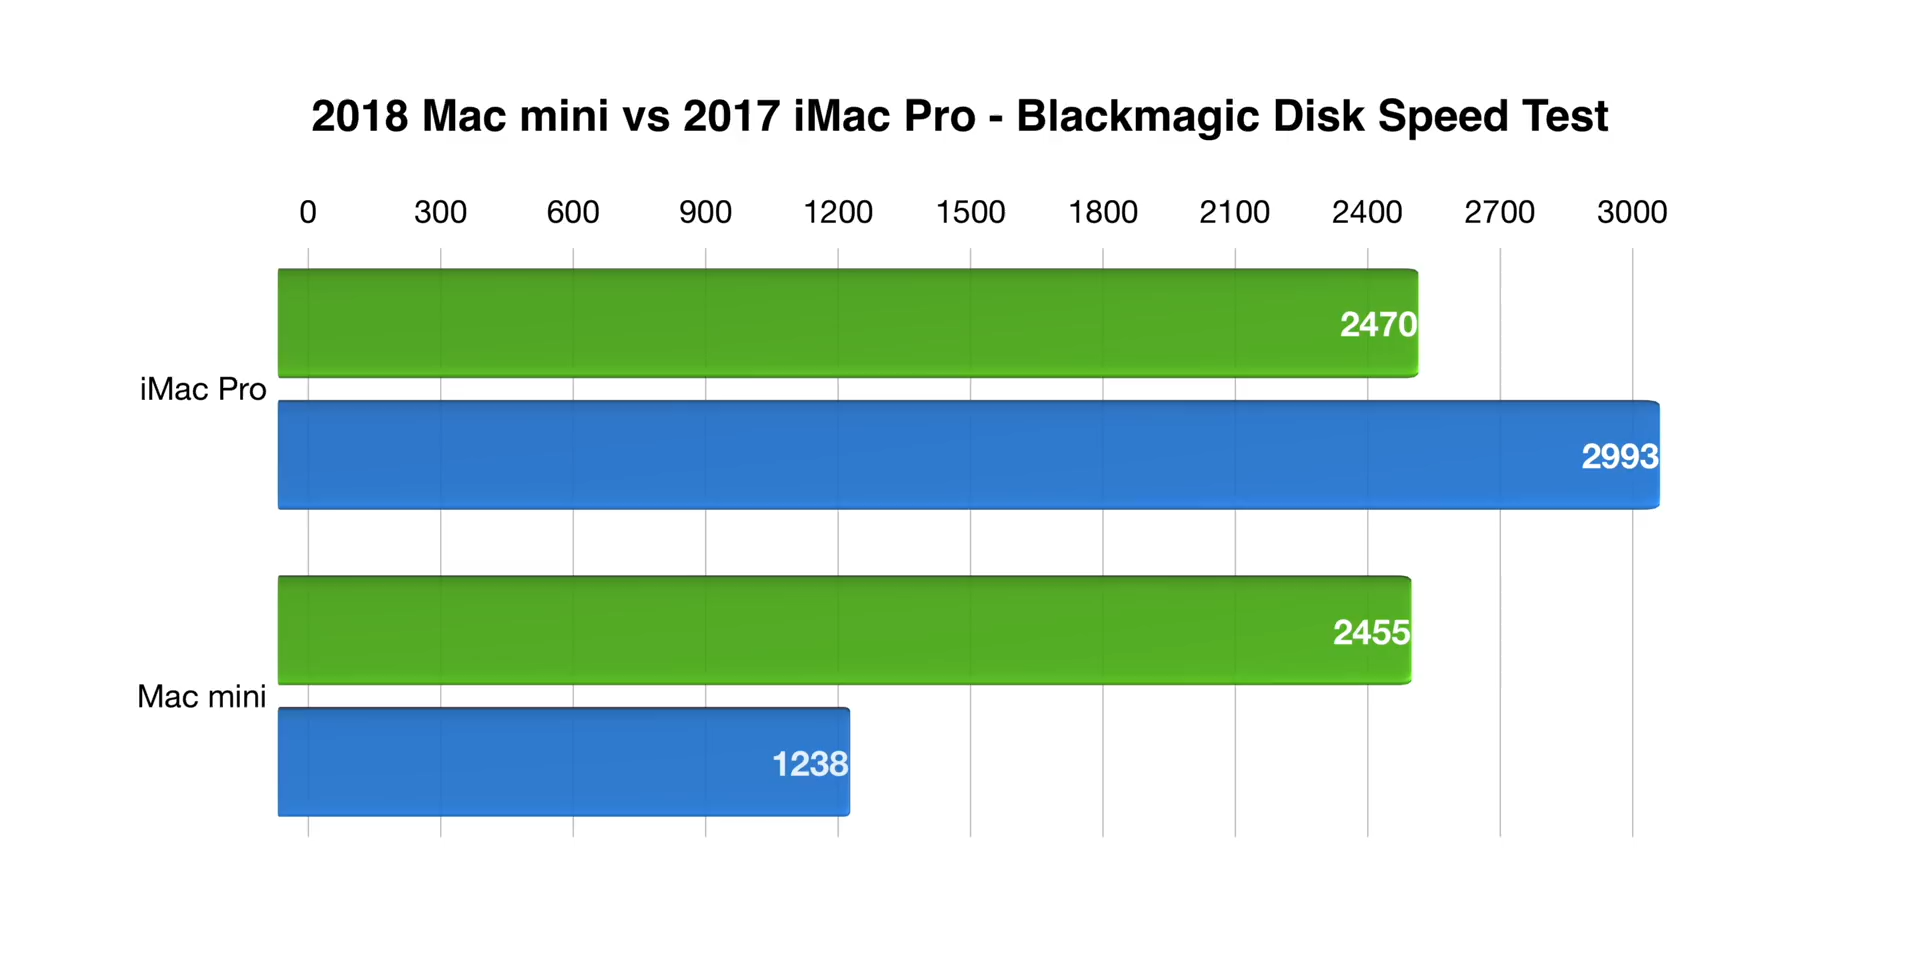 2018 Mac mini vs 2017 iMac Pro - Blackmagic Disk Speed Test
0 300 600 900 1200 1500 1800 2100 2400 2700 3000
2470
iMac Pro
2993
2455
Mac mini
1238